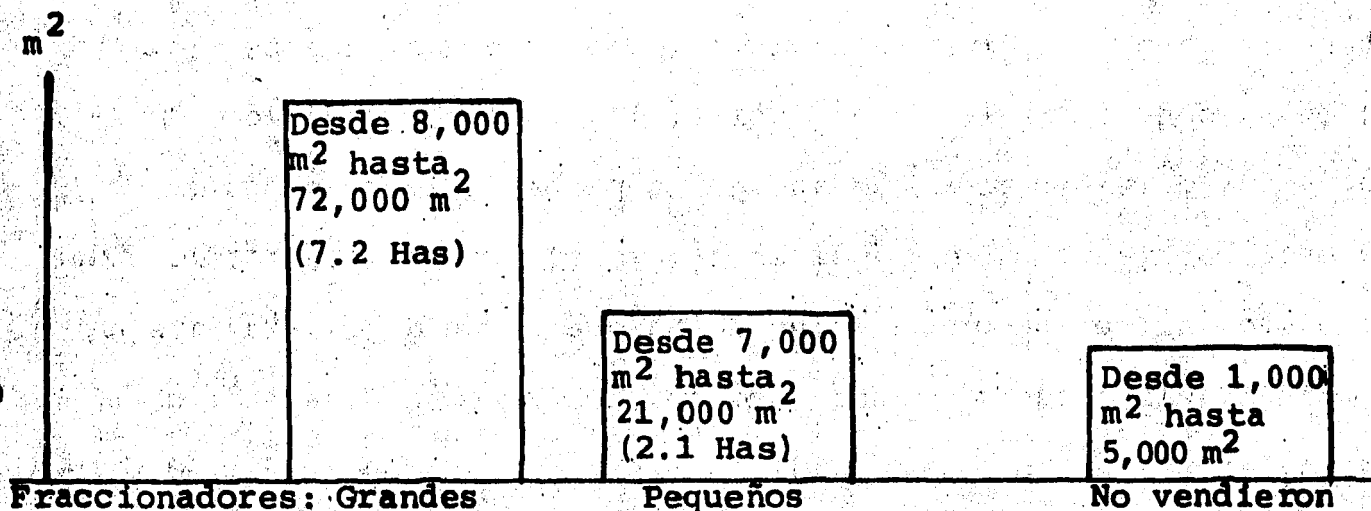 m²
Desde 8,000
m² hasta
72,000 m²
(7.2 Has)
Desde 7,000
m² hasta
21,000 m²
(2.1 Has)
Desde 1,000
m² hasta
5,000 m²
Fraccionadores: Grandes Pequeños No vendieron